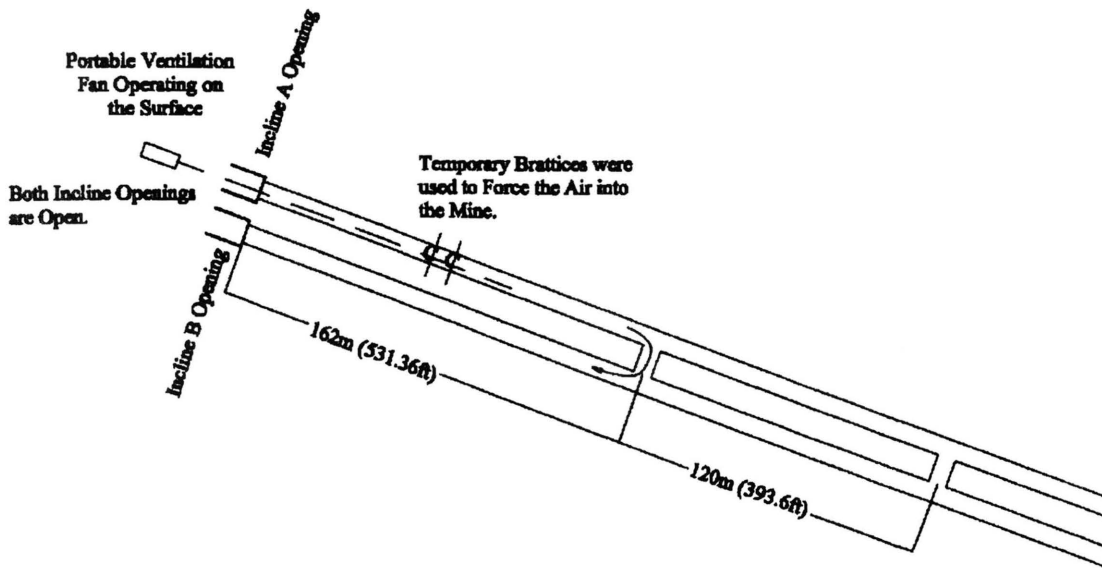 Portable Ventilation
Fan Operating on
the Surface
Incline A Opening
Temporary Brattices were
used to Force the Air into
the Mine.
Both Incline Openings
are Open.
Incline B Opening
162m (531.36ft)
120m (393.6ft)